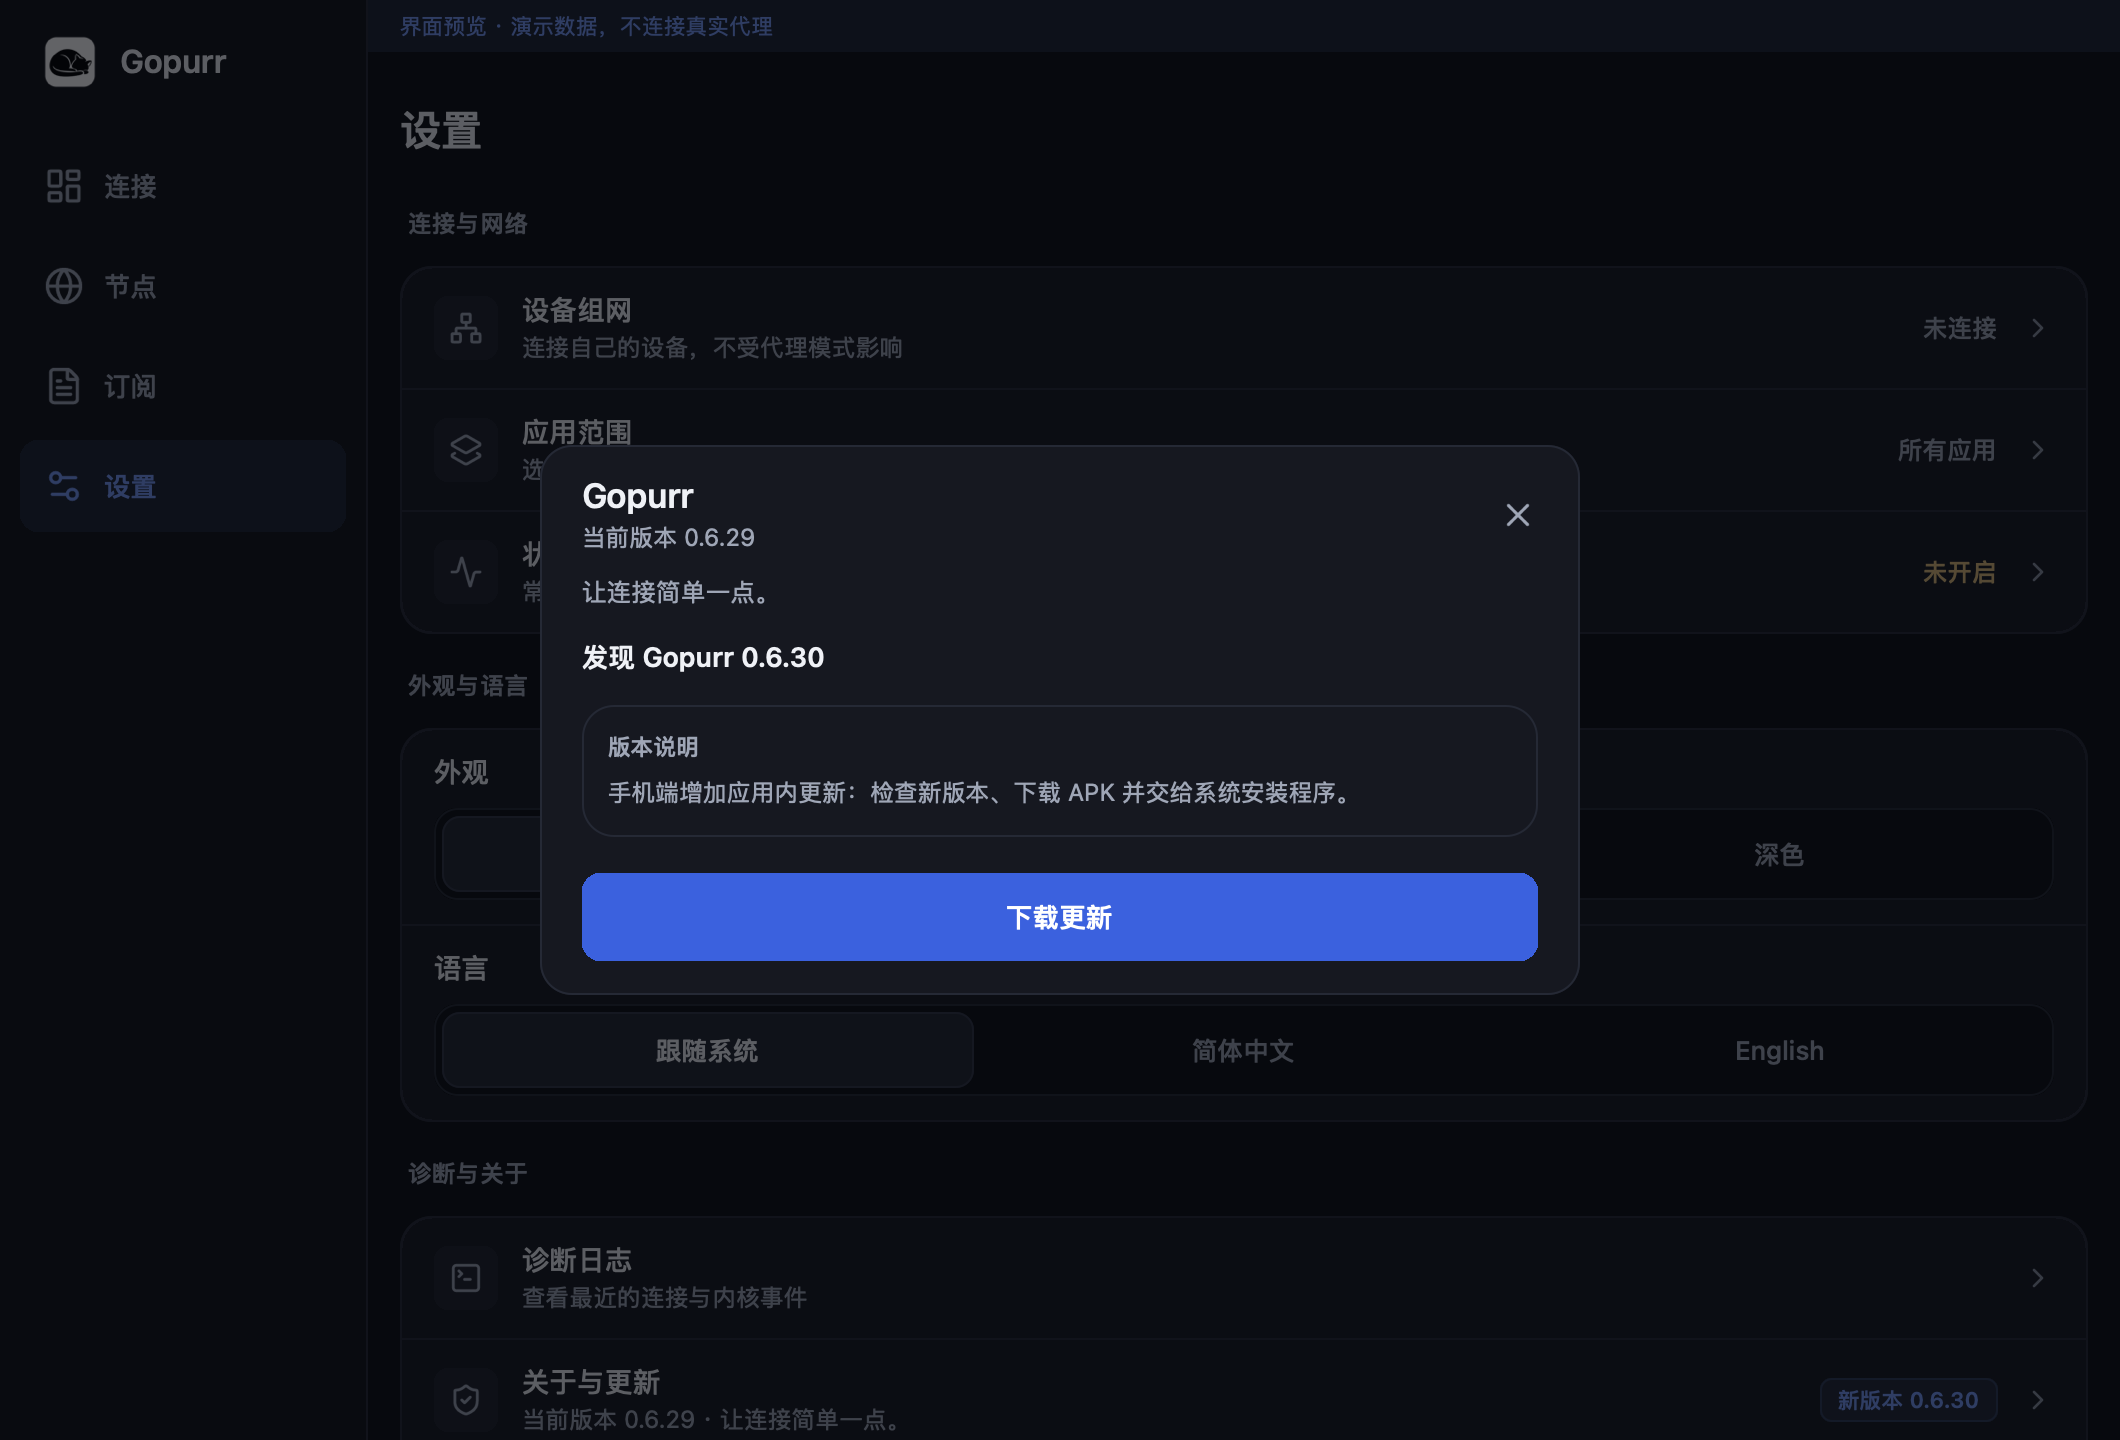 界面预览 · 演示数据，不连接真实代理
Gopurr
连接
节点
订阅
设置
设置
连接与网络
设备组网
连接自己的设备，不受代理模式影响
未连接
应用范围
选
所有应用
状
常
未开启
Gopurr
当前版本 0.6.29
让连接简单一点。
发现 Gopurr 0.6.30
版本说明
手机端增加应用内更新：检查新版本、下载 APK 并交给系统安装程序。
下载更新
外观与语言
外观
深色
语言
跟随系统
简体中文
English
诊断与关于
诊断日志
查看最近的连接与内核事件
关于与更新
当前版本 0.6.29 · 让连接简单一点。
新版本 0.6.30